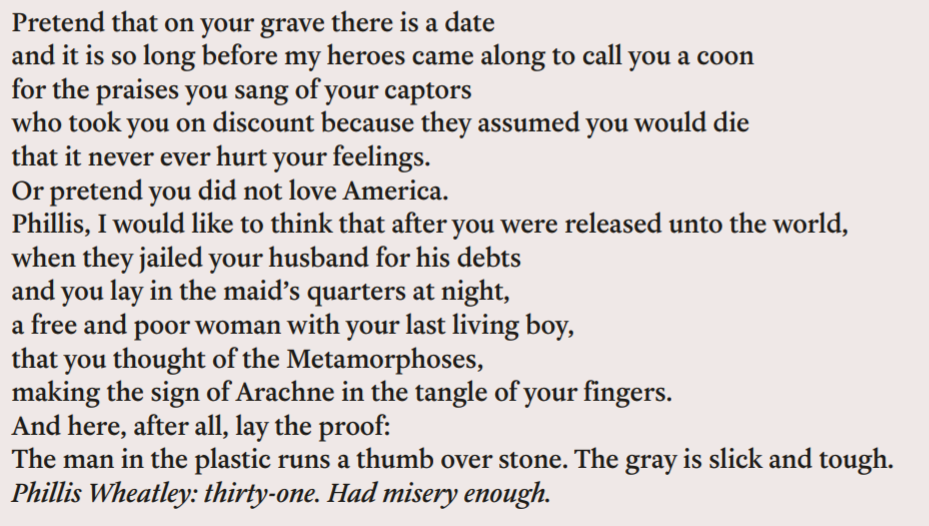 Pretend that on your grave there is a date
and it is so long before my heroes came along to call you a coon
for the praises you sang of your captors
who took you on discount because they assumed you would die
that it never ever hurt your feelings.
Or pretend you did not love America.
Phillis, I would like to think that after you were released unto the world,
when they jailed your husband for his debts
and you lay in the maid’s quarters at night,
a free and poor woman with your last living boy,
that you thought of the Metamorphoses,
making the sign of Arachne in the tangle of your fingers.
And here, after all, lay the proof:
The man in the plastic runs a thumb over stone. The gray is slick and tough.
Phillis Wheatley: thirty-one. Had misery enough.